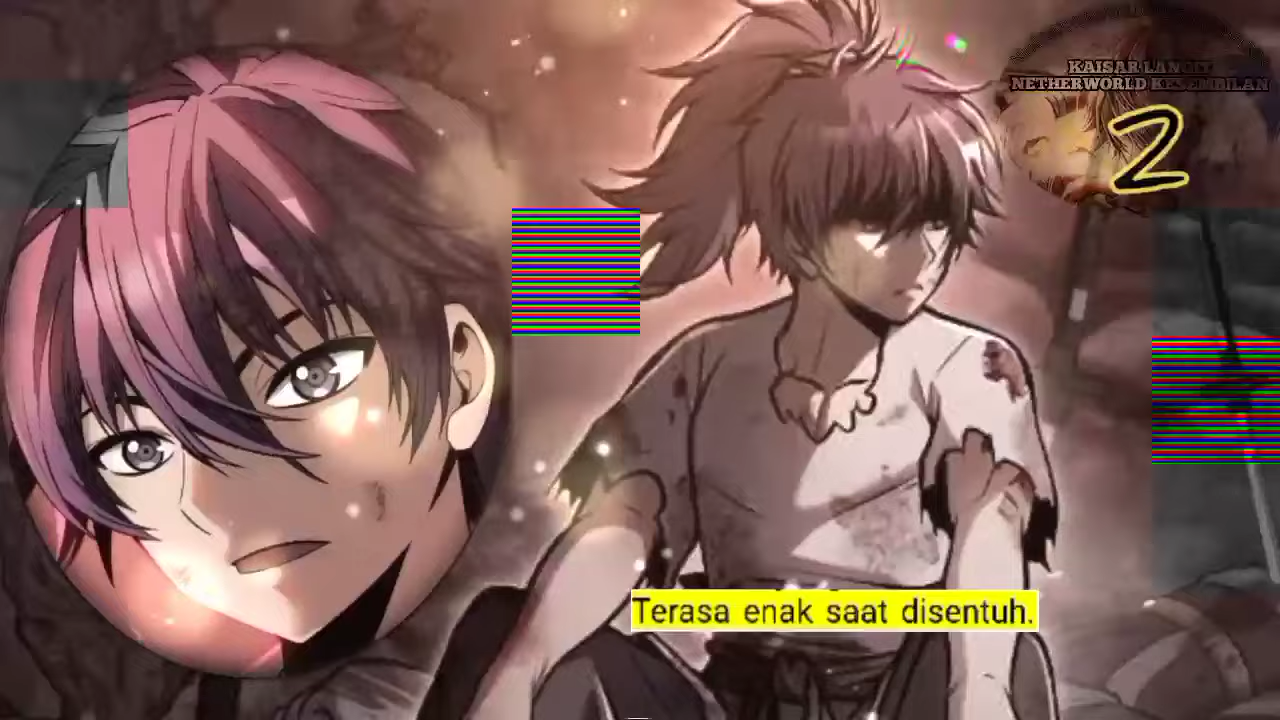 KAISAR LANGIT
NETHERWORLD KESEMBILAN
2
Terasa enak saat disentuh.